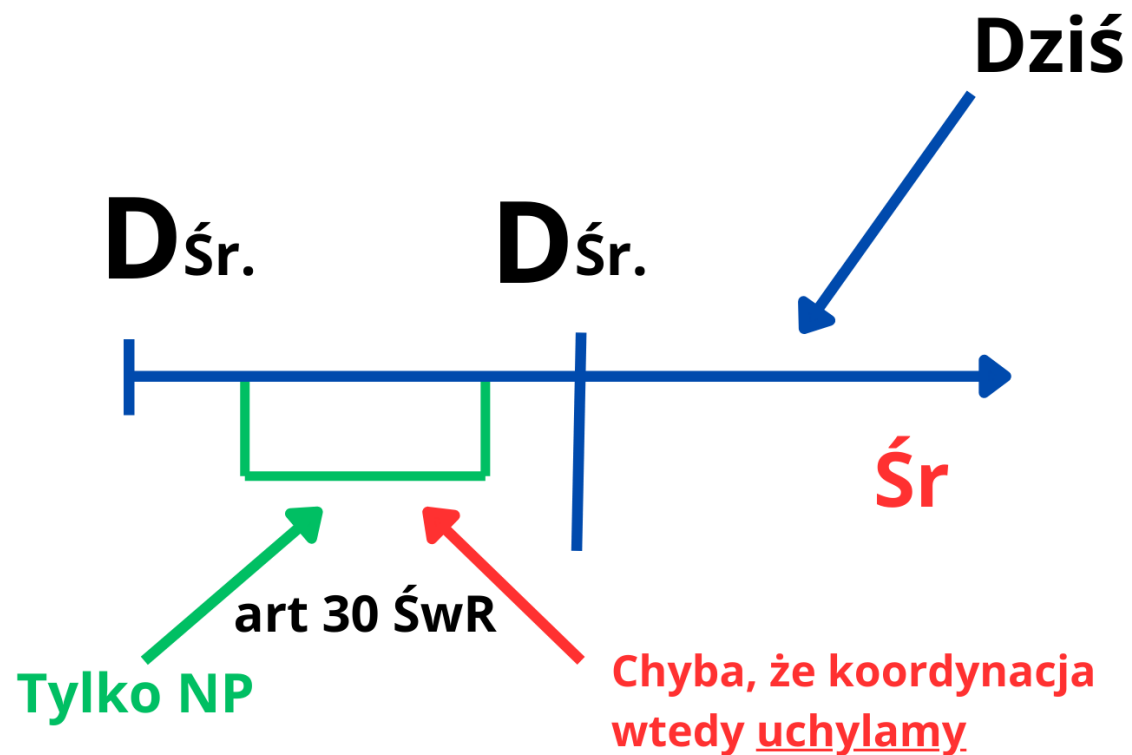 Dziś
DŚr.
DŚr.
Śr
art 30 ŚwR
Tylko NP
Chyba, że koordynacja
wtedy uchylamy